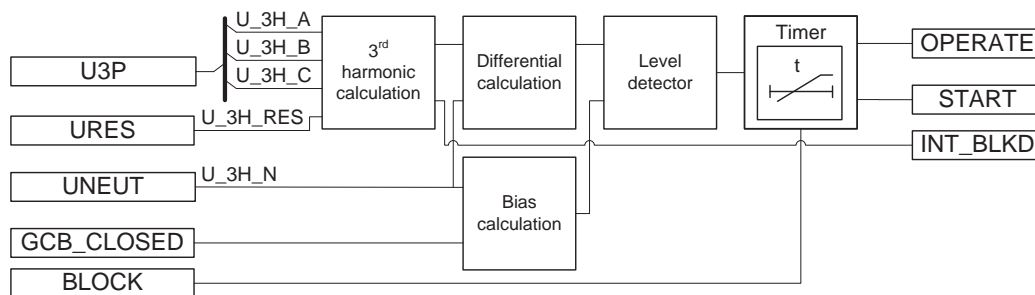 U3P
URES
UNEUT
GCB_CLOSED
BLOCK
U_3H_A
U_3H_B
U_3H_C
U_3H_RES
U_3H_N
3rd
harmonic
calculation
Differential
calculation
Bias
calculation
Level
detector
Timer
t
OPERATE
START
INT_BLKD